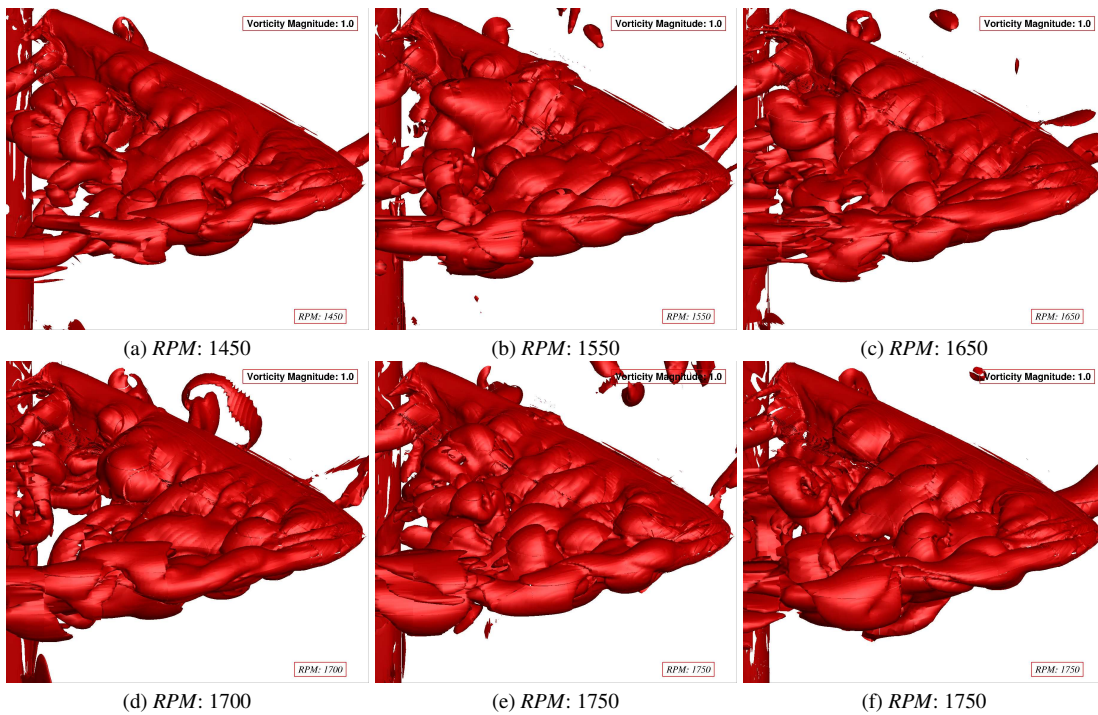 Vorticity Magnitude: 1.0
RPM: 1450
(a) RPM: 1450
Vorticity Magnitude: 1.0
RPM: 1550
(b) RPM: 1550
Vorticity Magnitude: 1.0
RPM: 1650
(c) RPM: 1650
Vorticity Magnitude: 1.0
RPM: 1700
(d) RPM: 1700
Vorticity Magnitude: 1.0
RPM: 1750
(e) RPM: 1750
Vorticity Magnitude: 1.0
RPM: 1750
(f) RPM: 1750